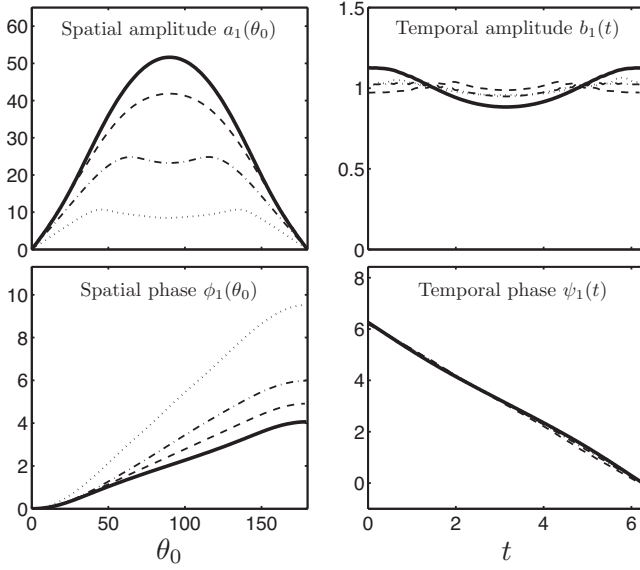 Spatial amplitude a₁(θ₀)
60
50
40
30
20
10
0
Temporal amplitude b₁(t)
1.5
1
0.5
0
Spatial phase φ₁(θ₀)
10
8
6
4
2
0
0 50 100 150
θ₀
Temporal phase ψ₁(t)
8
6
4
2
0
0 2 4 6
t